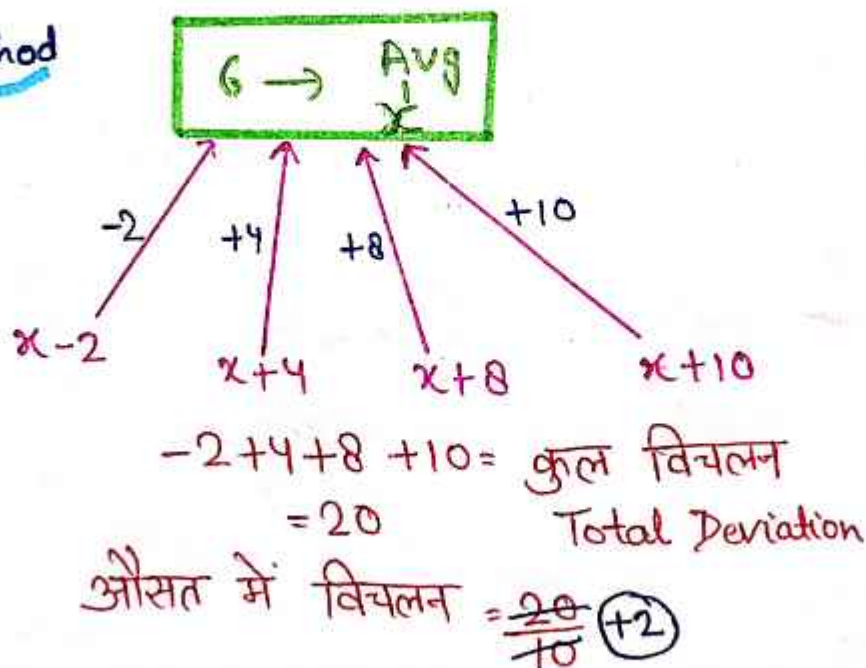 hod
6 → Avg
x
-2 +4 +8 +10
x-2 x+4 x+8 x+10
-2+4+8+10= कुल विचलन
=20 Total Deviation
औसत में विचलन = 20/10 +2